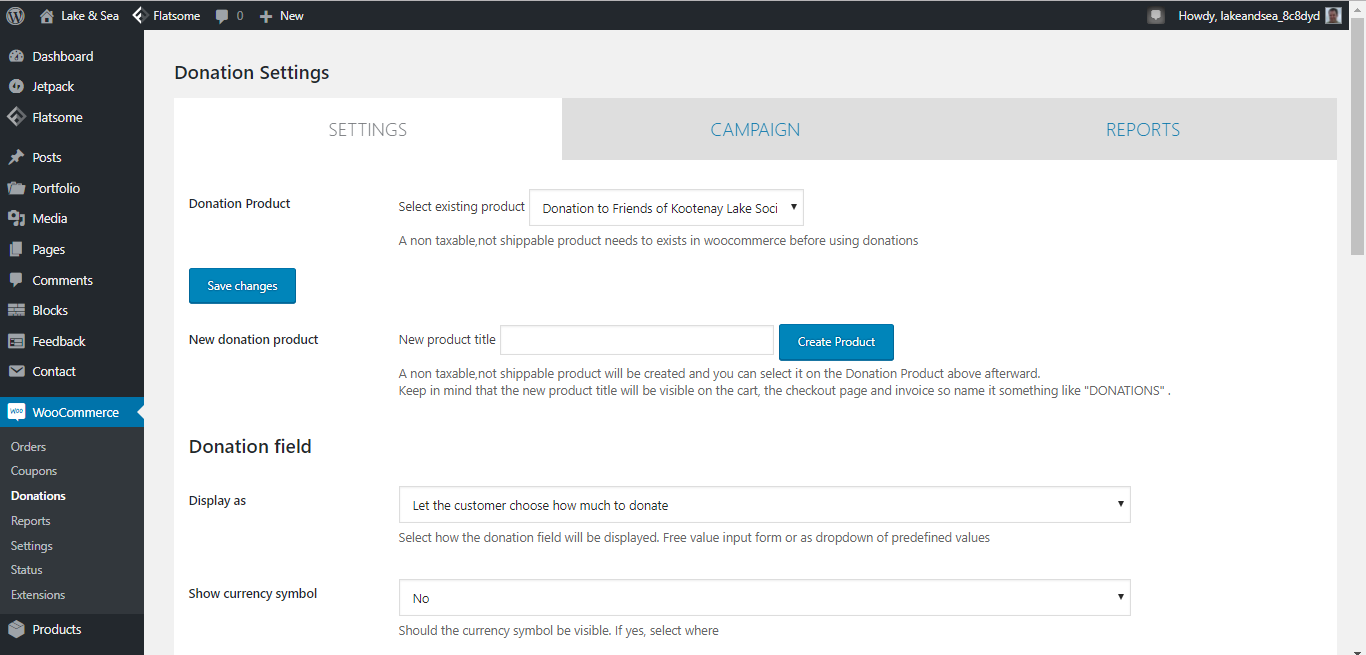 Lake & Sea Flatsome 0 New Howdy, lakeandsea_8c8dyd
Dashboard
Jetpack
Flatsome
Posts
Portfolio
Media
Pages
Comments
Blocks
Feedback
Contact
WooCommerce
Orders
Coupons
Donations
Reports
Settings
Status
Extensions
Products
Donation Settings
SETTINGS CAMPAIGN REPORTS
Donation Product Select existing product Donation to Friends of Kootenay Lake Soci
A non taxable,not shippable product needs to exists in woocommerce before using donations
Save changes
New donation product New product title Create Product
A non taxable,not shippable product will be created and you can select it on the Donation Product above afterward.
Keep in mind that the new product title will be visible on the cart, the checkout page and invoice so name it something like "DONATIONS" .
Donation field
Display as Let the customer choose how much to donate
Select how the donation field will be displayed. Free value input form or as dropdown of predefined values
Show currency symbol No
Should the currency symbol be visible. If yes, select where